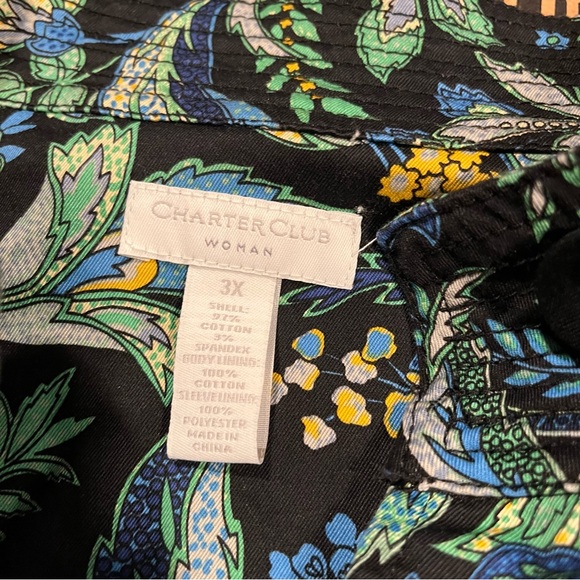 CHARTER CLUB
WOMAN
3X
SHELL:
97%
COTTON
3%
SPANDEX
BODY LINING:
100%
COTTON
SLEEVE LINING:
100%
POLYESTER
MADE IN
CHINA